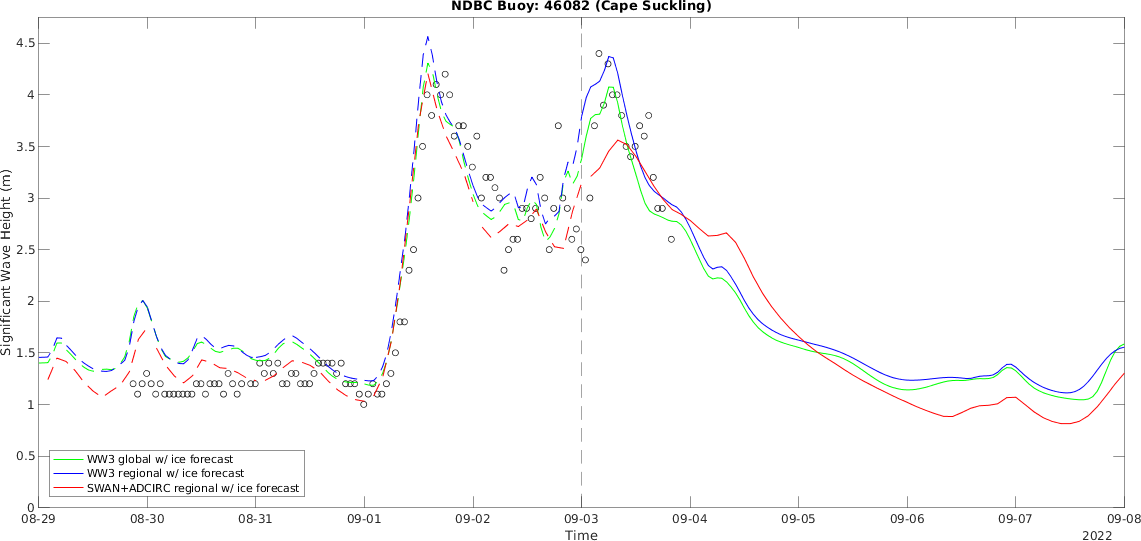 NDBC Buoy: 46082 (Cape Suckling)
Significant Wave Height (m)
4.5
4
3.5
3
2.5
2
1.5
1
0.5
0
WW3 global w/ ice forecast
WW3 regional w/ ice forecast
SWAN+ADCIRC regional w/ ice forecast
08-29 08-30 08-31 09-01 09-02 09-03 09-04 09-05 09-06 09-07 09-08
Time
2022